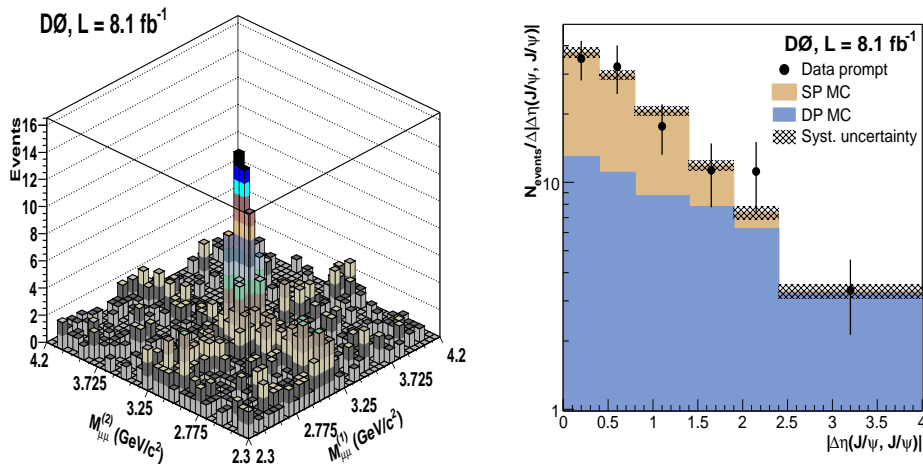 DØ, L = 8.1 fb⁻¹
Events
16
14
12
10
8
6
4
2
0
4.2
3.725
3.25
2.775
2.3
M_μμ^(2) (GeV/c²)
2.3
2.775
3.25
3.725
4.2
M_μμ^(1) (GeV/c²)
DØ, L = 8.1 fb⁻¹
Data prompt
SP MC
DP MC
Syst. uncertainty
N_events/Δ|Δη(J/ψ, J/ψ)|
10
1
0 0.5 1 1.5 2 2.5 3 3.5 4
|Δη(J/ψ, J/ψ)|